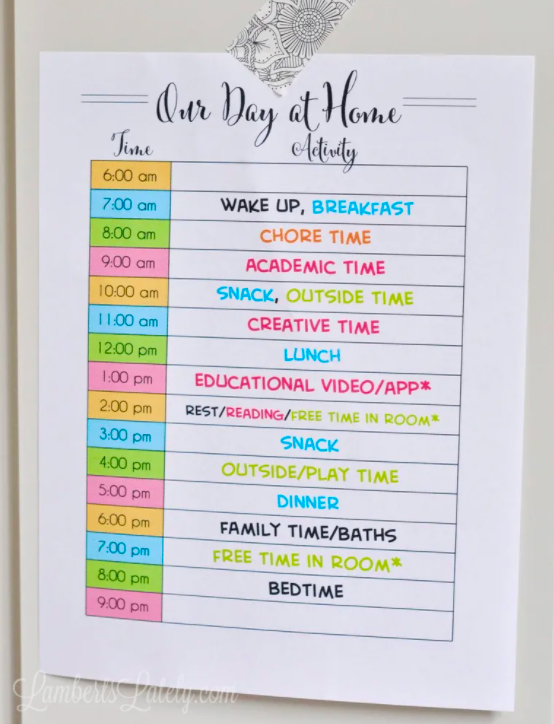 Our Day at Home
Time Activity
6:00 am
7:00 am WAKE UP, BREAKFAST
8:00 am CHORE TIME
9:00 am ACADEMIC TIME
10:00 am SNACK, OUTSIDE TIME
11:00 am CREATIVE TIME
12:00 pm LUNCH
1:00 pm EDUCATIONAL VIDEO/APP*
2:00 pm REST/READING/FREE TIME IN ROOM*
3:00 pm SNACK
4:00 pm OUTSIDE/PLAY TIME
5:00 pm DINNER
6:00 pm FAMILY TIME/BATHS
7:00 pm FREE TIME IN ROOM*
8:00 pm BEDTIME
9:00 pm
LambertsLately.com